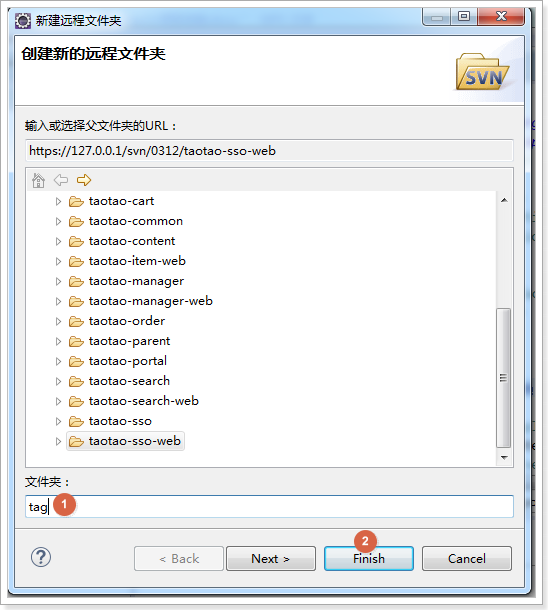 新建远程文件夹
创建新的远程文件夹
SVN
输入或选择父文件夹的URL：
https://127.0.0.1/svn/0312/taotao-sso-web
taotao-cart
taotao-common
taotao-content
taotao-item-web
taotao-manager
taotao-manager-web
taotao-order
taotao-parent
taotao-portal
taotao-search
taotao-search-web
taotao-sso
taotao-sso-web
文件夹：
tag 1
2
? < Back Next > Finish Cancel